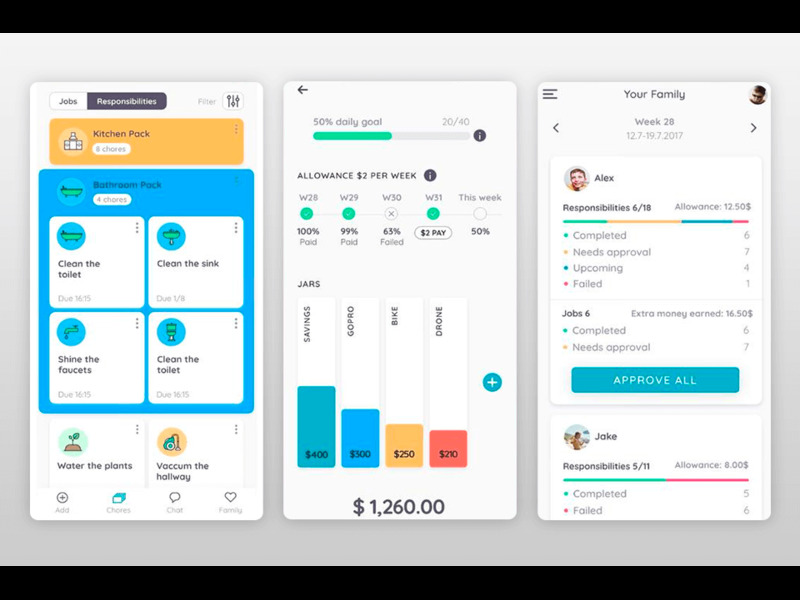 Jobs Responsibilities Filter
Kitchen Pack
8 chores
Bathroom Pack
4 chores
Clean the
toilet
Due 16:15
Clean the sink
Due 1/8
Shine the
faucets
Due 16:15
Clean the
toilet
Due 16:15
Water the plants
Vaccum the
hallway
Add Chores Chat Family
50% daily goal 20/40
ALLOWANCE $2 PER WEEK
W28 W29 W30 W31 This week
100% 99% 63% $2 PAY 50%
Paid Paid Failed
JARS
SAVINGS GOPRO BIKE DRONE
$400 $300 $250 $210
$ 1,260.00
Your Family
Week 28
12.7-19.7.2017
Alex
Responsibilities 6/18 Allowance: 12.50$
Completed 6
Needs approval 7
Upcoming 4
Failed 1
Jobs 6 Extra money earned: 16.50$
Completed 6
Needs approval 7
APPROVE ALL
Jake
Responsibilities 5/11 Allowance: 8.00$
Completed 5
Failed 6